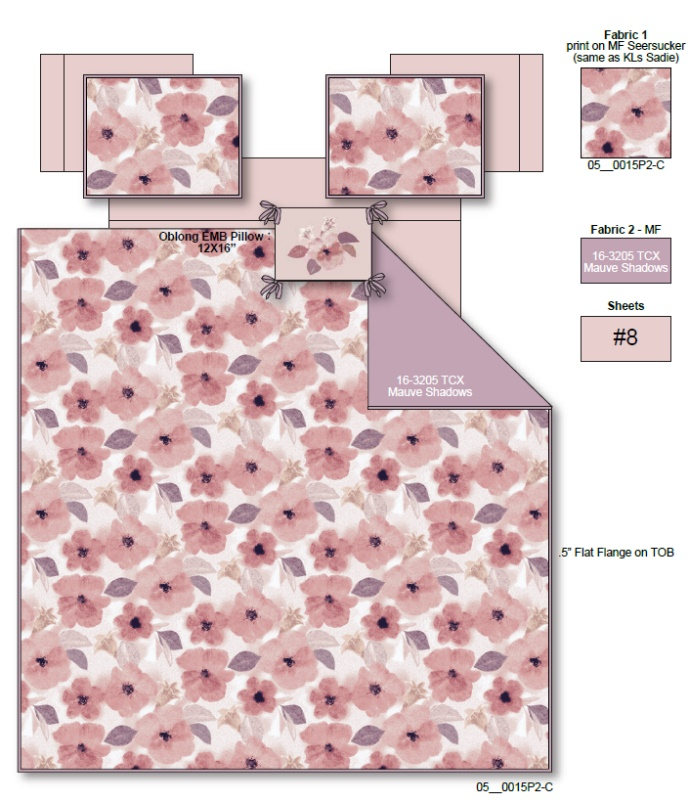 Fabric 1
print on MF Seersucker
(same as KLs Sadie)
05__0015P2-C
Oblong EMB Pillow :
12X16"
Fabric 2 - MF
16-3205 TCX
Mauve Shadows
Sheets
#8
16-3205 TCX
Mauve Shadows
.5" Flat Flange on TOB
05__0015P2-C